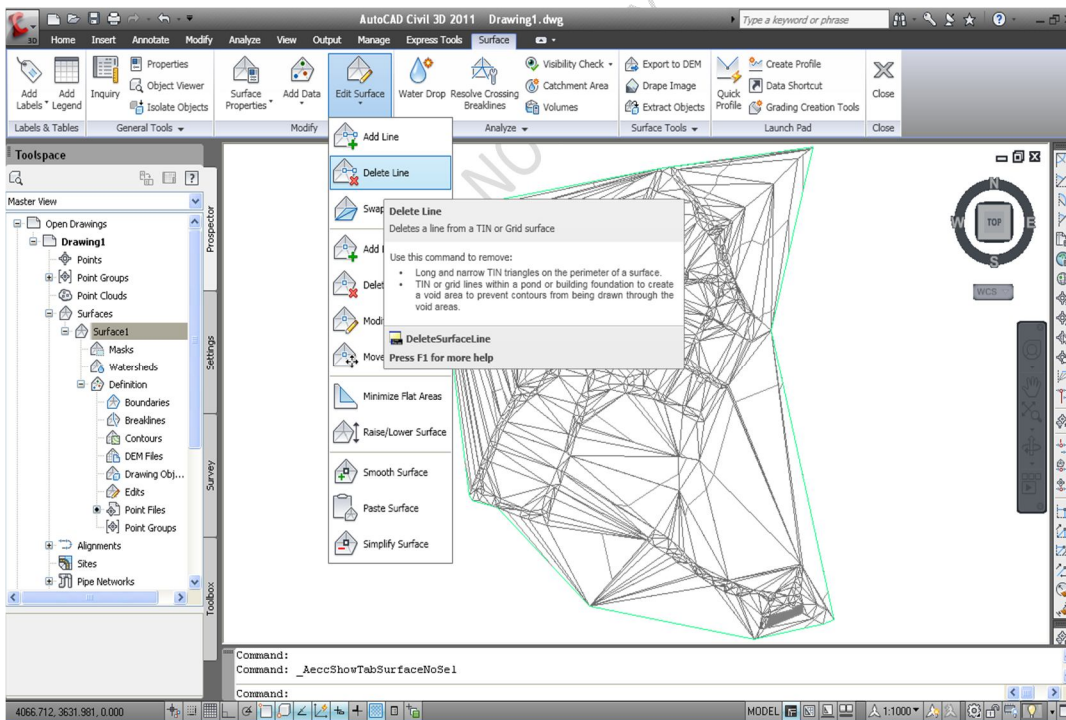 AutoCAD Civil 3D 2011 Drawing1.dwg
Type a keyword or phrase
3D
Home Insert Annotate Modify Analyze View Output Manage Express Tools Surface
Properties
Object Viewer
Isolate Objects
Add Labels
Add Legend
Inquiry
Surface Properties
Add Data
Edit Surface
Water Drop
Resolve Crossing Breaklines
Visibility Check
Catchment Area
Volumes
Export to DEM
Drape Image
Extract Objects
Quick Profile
Create Profile
Data Shortcut
Grading Creation Tools
Close
Labels & Tables
General Tools
Modify
Analyze
Surface Tools
Launch Pad
Close
Toolspace
Master View
Open Drawings
Drawing1
Points
Point Groups
Point Clouds
Surfaces
Surface1
Masks
Watersheds
Definition
Boundaries
Breaklines
Contours
DEM Files
Drawing Obj...
Edits
Point Files
Point Groups
Alignments
Sites
Pipe Networks
Prospector
Settings
Survey
Toolbox
Add Line
Delete Line
Swap
Add
Delet
Modi
Move
Minimize Flat Areas
Raise/Lower Surface
Smooth Surface
Paste Surface
Simplify Surface
Delete Line
Deletes a line from a TIN or Grid surface
Use this command to remove:
• Long and narrow TIN triangles on the perimeter of a surface.
• TIN or grid lines within a pond or building foundation to create
a void area to prevent contours from being drawn through the
void areas.
DeleteSurfaceLine
Press F1 for more help
N
W TOP E
S
WCS
Command:
Command: _AeccShowTabSurfaceNoSel
Command:
4066.712, 3631.981, 0.000
MODEL
1:1000